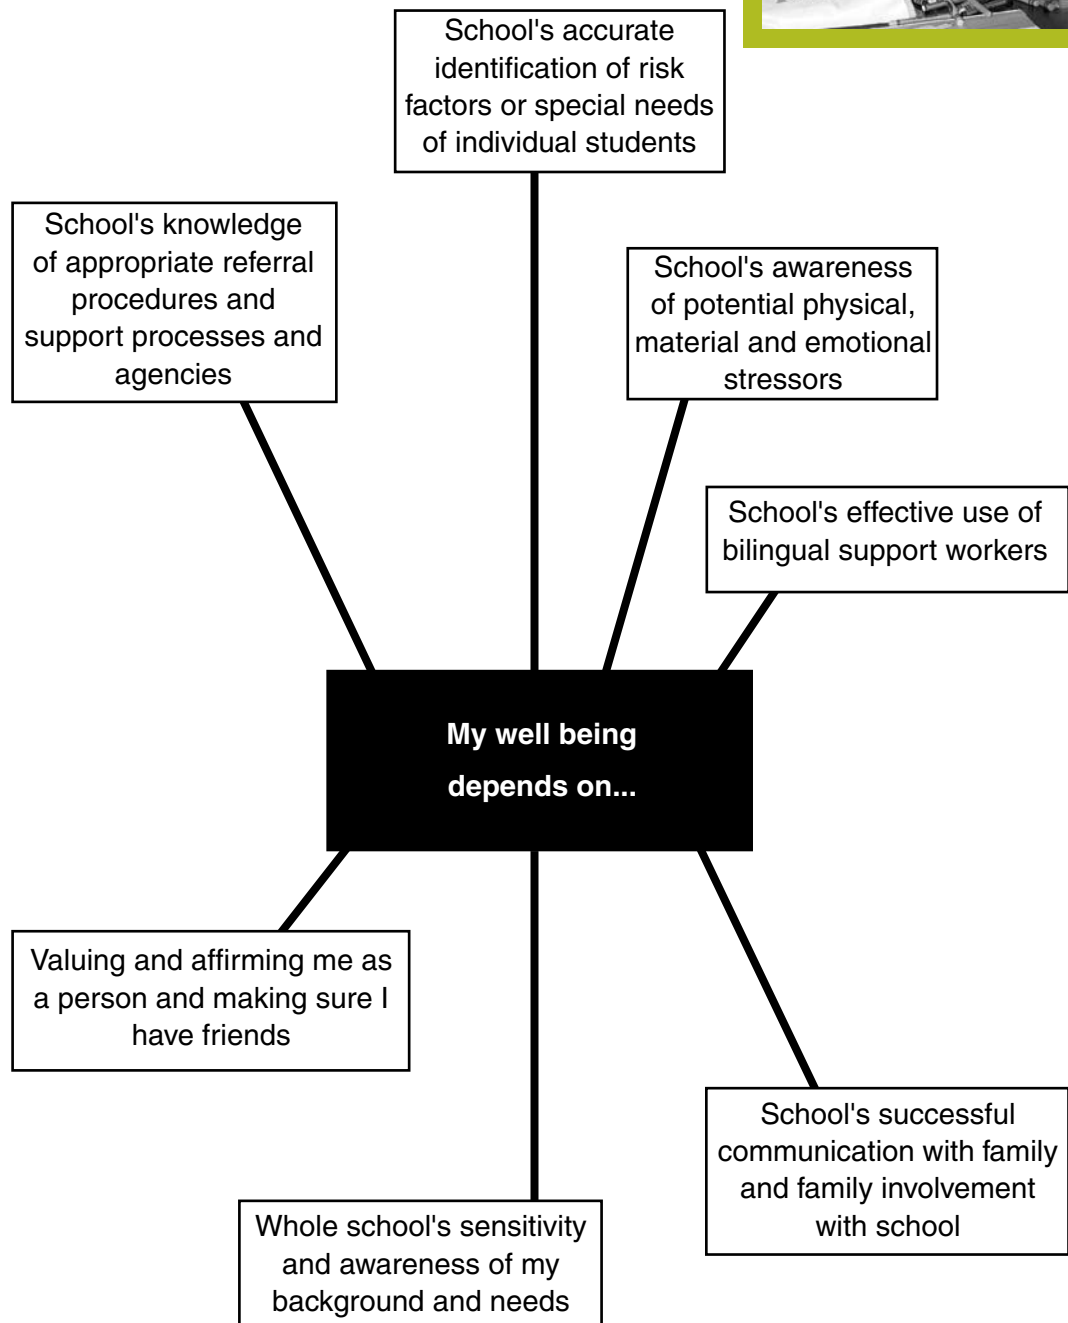 School's accurate
identification of risk
factors or special needs
of individual students
School's knowledge
of appropriate referral
procedures and
support processes and
agencies
School's awareness
of potential physical,
material and emotional
stressors
School's effective use of
bilingual support workers
My well being
depends on...
Valuing and affirming me as
a person and making sure I
have friends
School's successful
communication with family
and family involvement
with school
Whole school's sensitivity
and awareness of my
background and needs